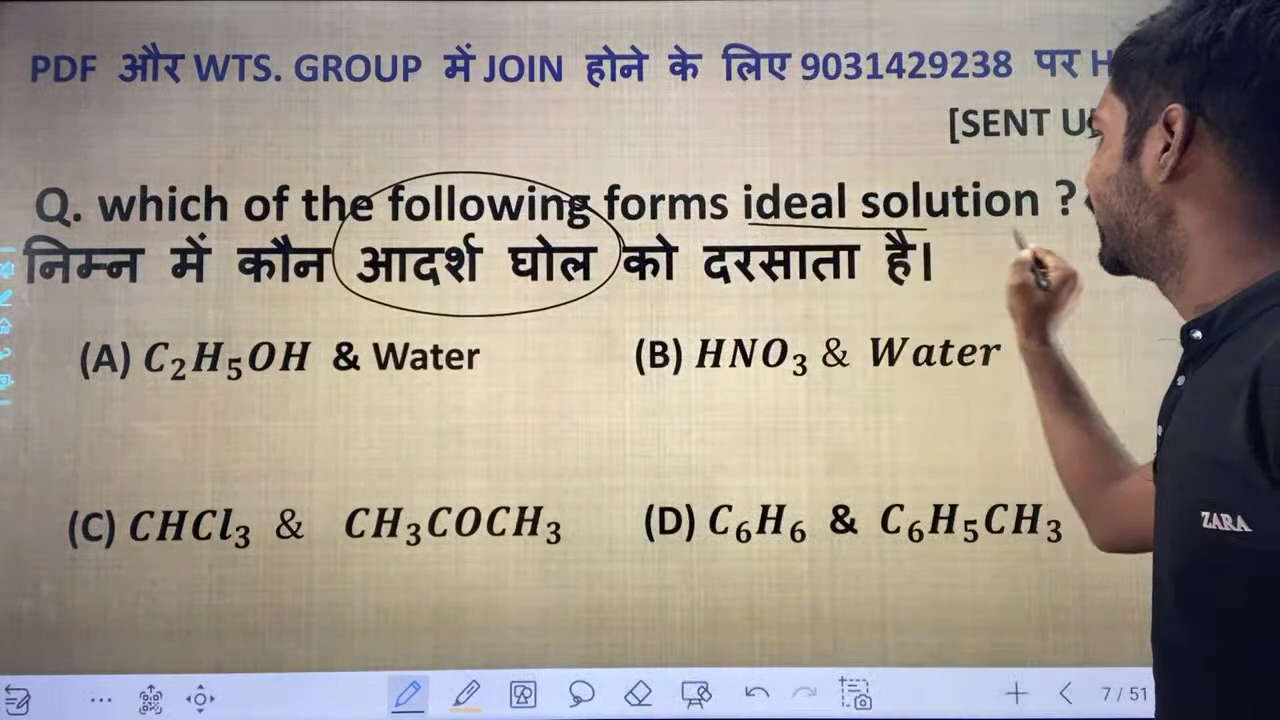 PDF और WTS. GROUP में JOIN होने के लिए 9031429238 पर H
[SENT U
Q. which of the following forms ideal solution ?
निम्न में कौन आदर्श घोल को दरसाता है।
(A) C₂H₅OH & Water
(B) HNO₃ & Water
(C) CHCl₃ & CH₃COCH₃
(D) C₆H₆ & C₆H₅CH₃
ZARA
7 / 51